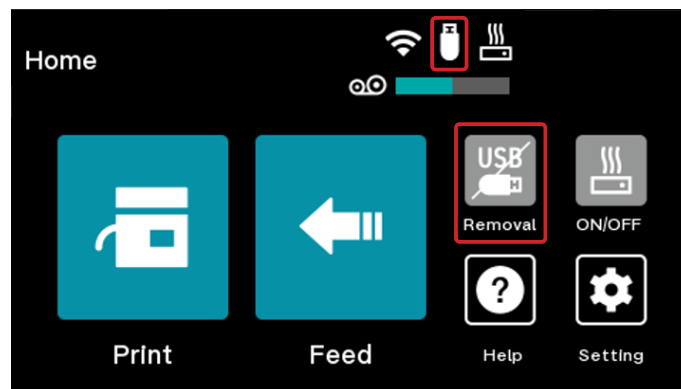 Home
USB
Removal
ON/OFF
?
Help
Setting
Print
Feed